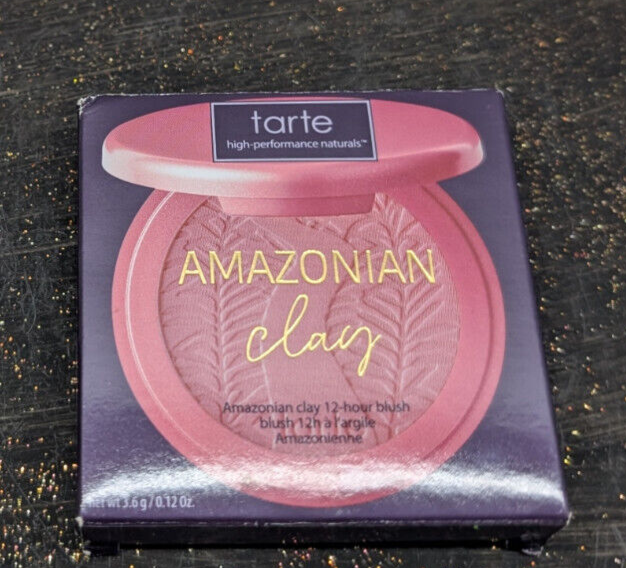 tarte
high-performance naturals™
AMAZONIAN
clay
Amazonian clay 12-hour blush
blush 12h à l'argile
Amazonienne
net wt 5.6 g / 0.12 Oz.